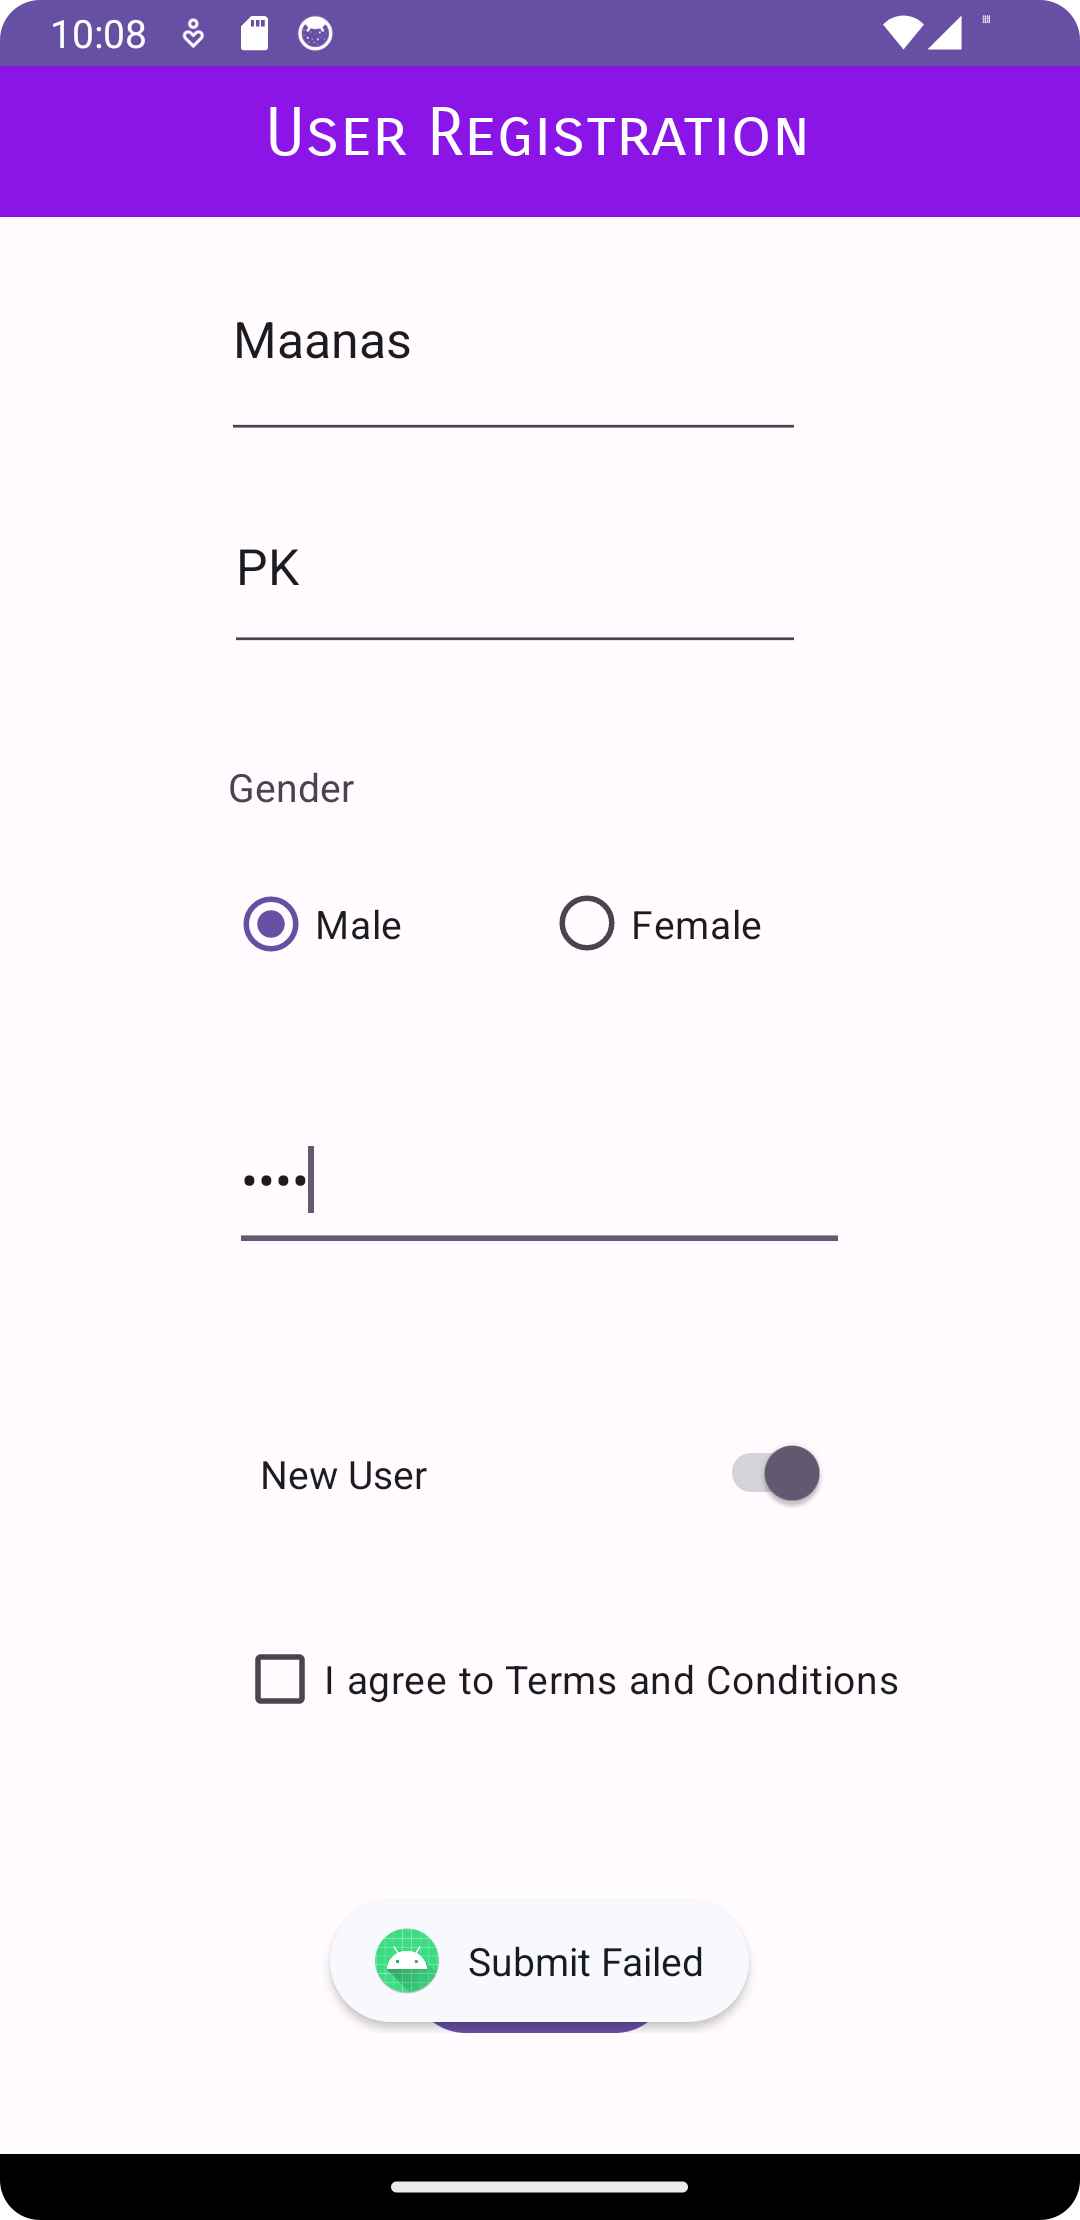 10:08
User Registration
Maanas
PK
Gender
Male Female
••••
New User
I agree to Terms and Conditions
Submit Failed